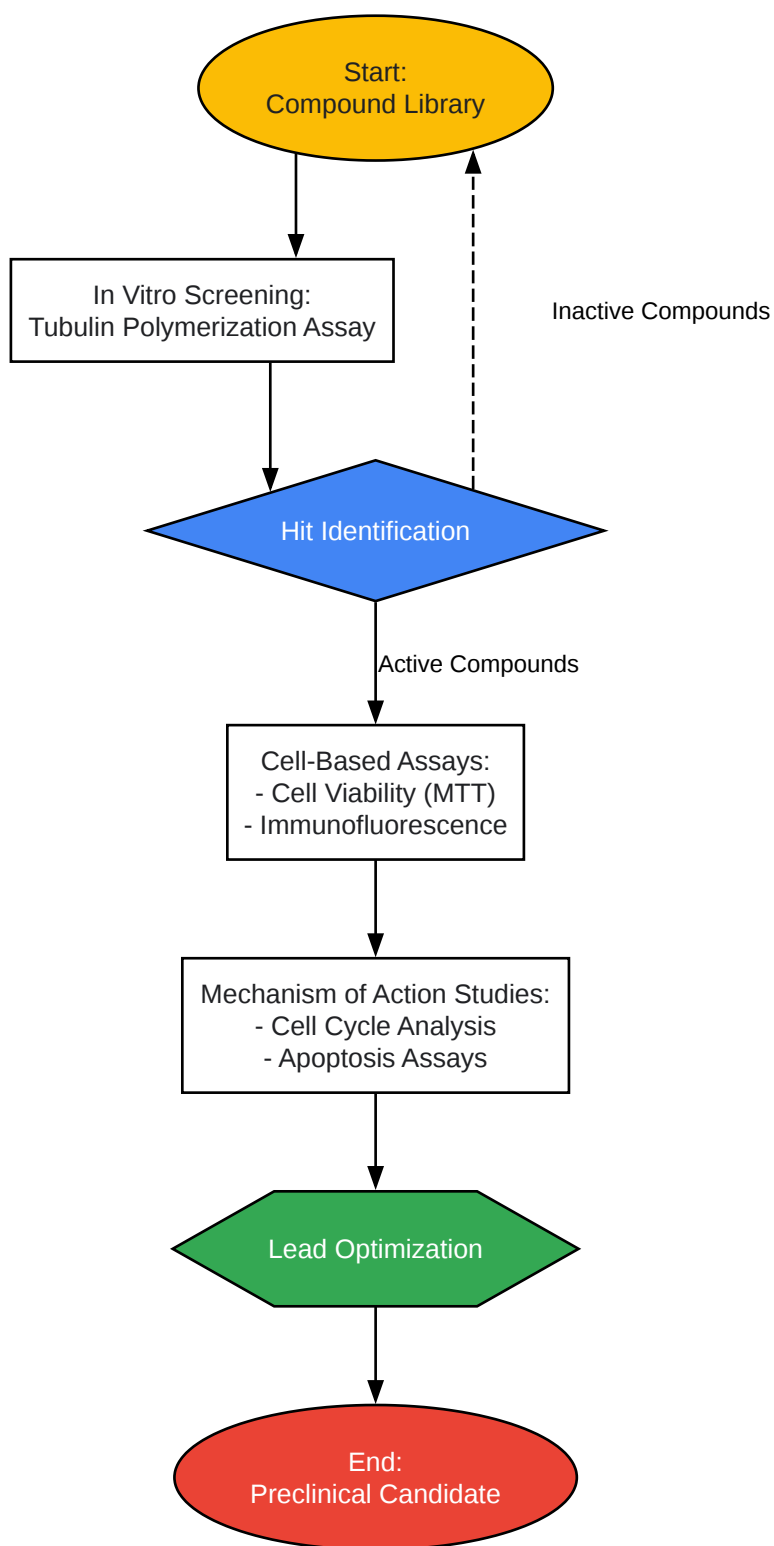 Start:
Compound Library
In Vitro Screening:
Tubulin Polymerization Assay
Inactive Compounds
Hit Identification
Active Compounds
Cell-Based Assays:
- Cell Viability (MTT)
- Immunofluorescence
Mechanism of Action Studies:
- Cell Cycle Analysis
- Apoptosis Assays
Lead Optimization
End:
Preclinical Candidate